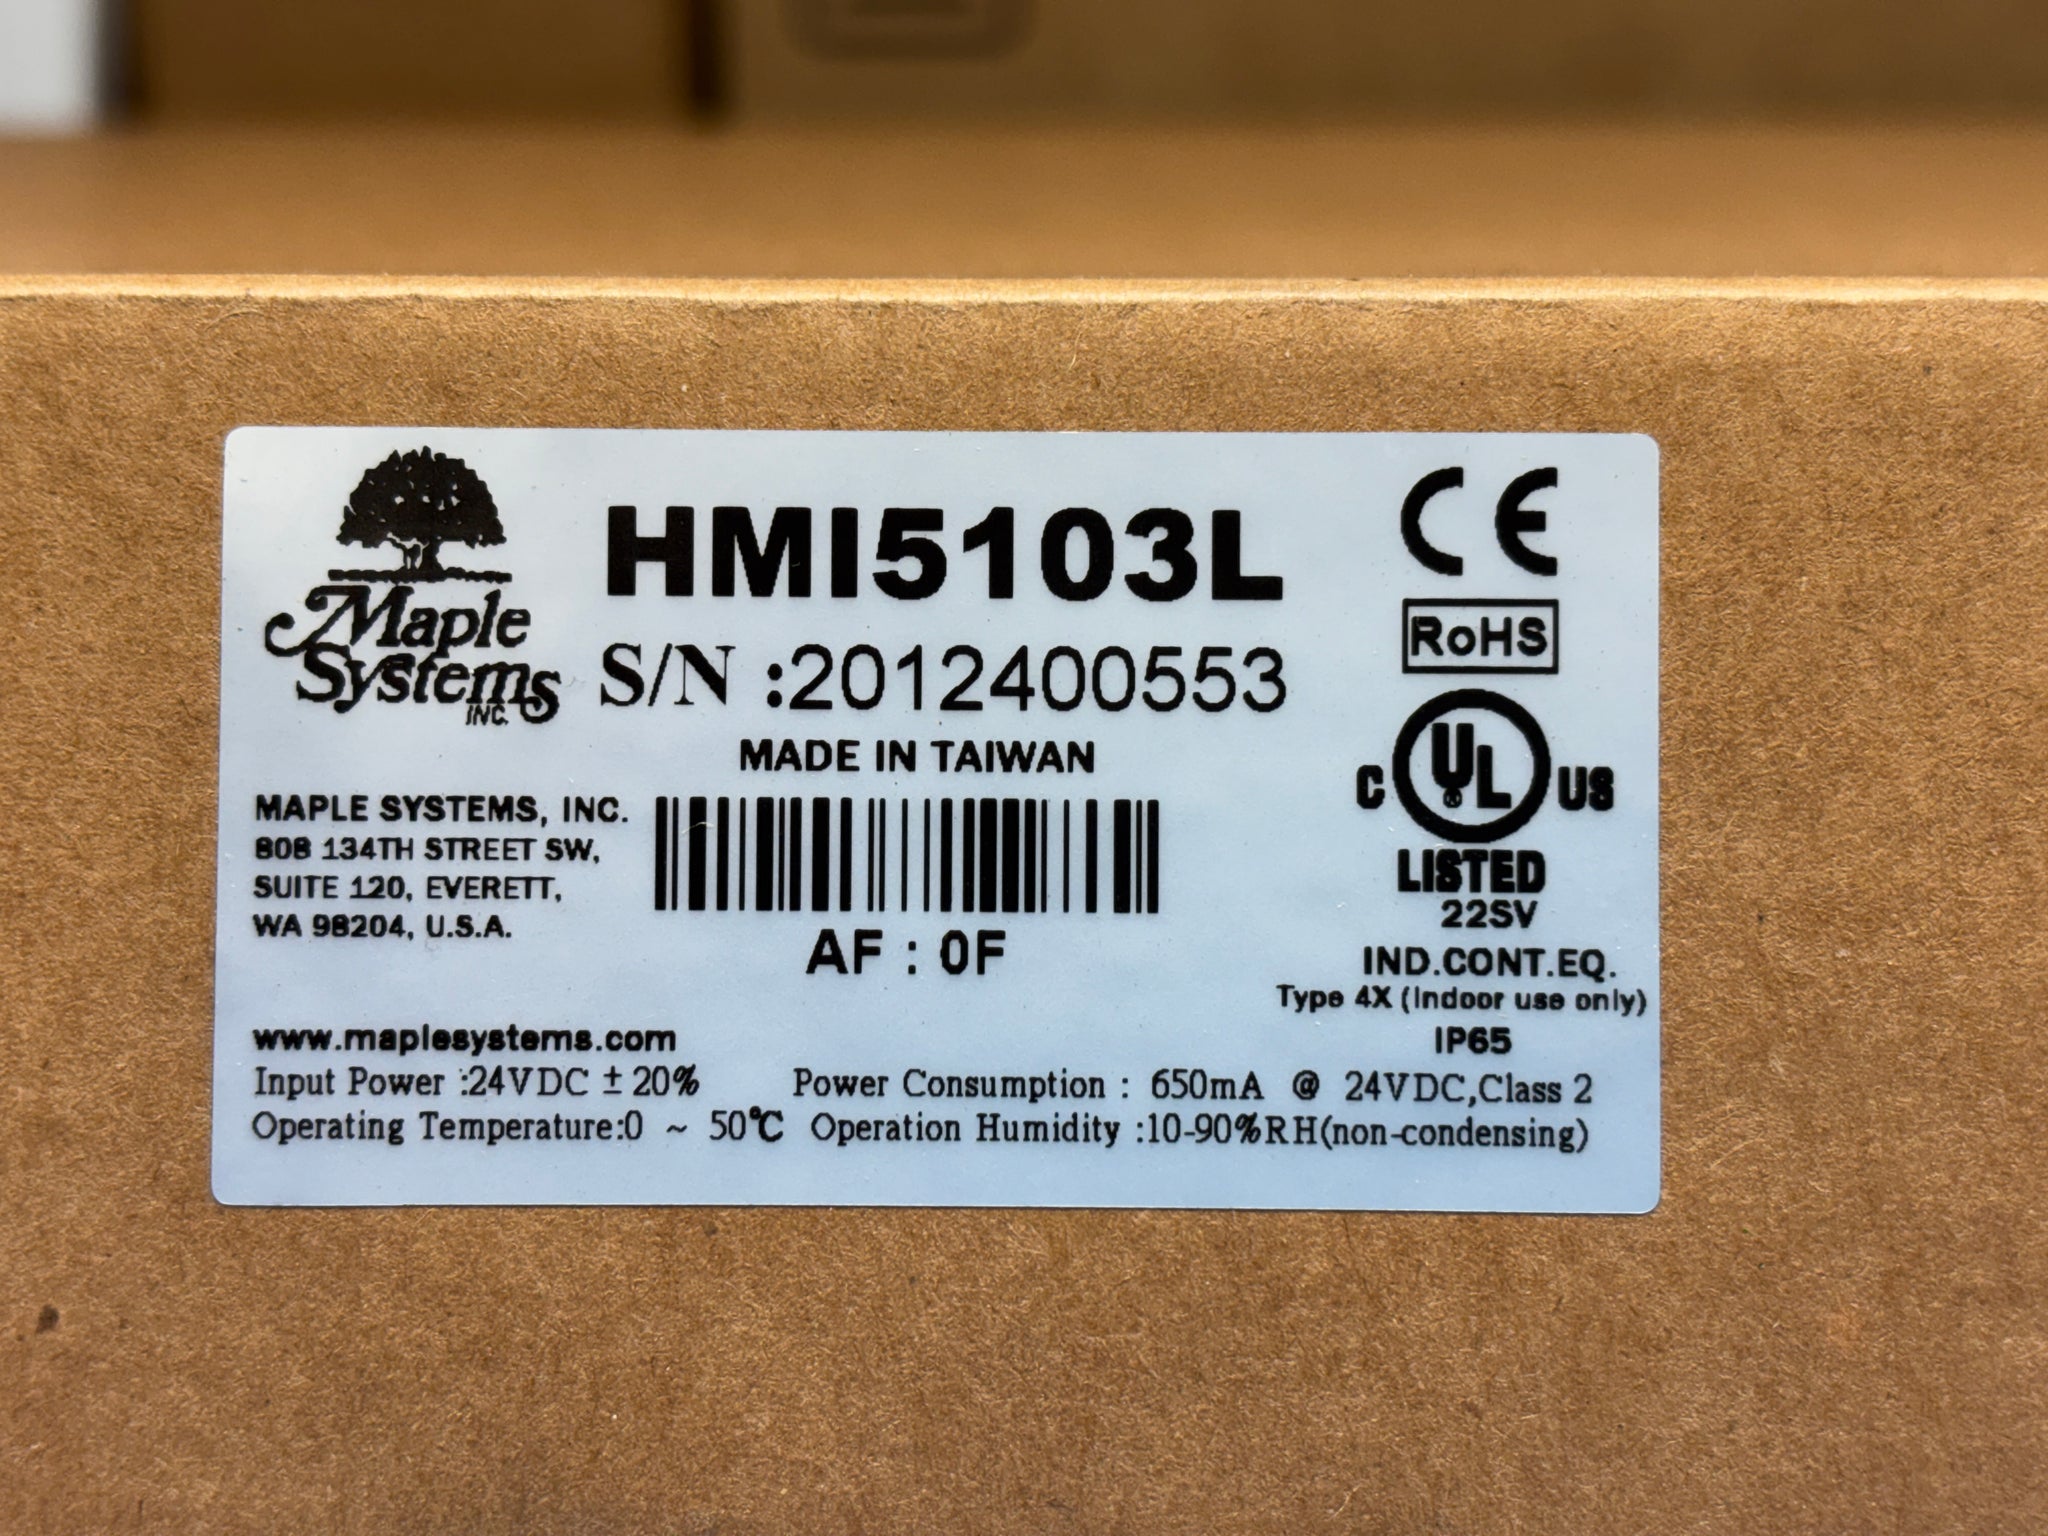 Maple
Systems
INC.
HMI5103L
S/N :2012400553
MADE IN TAIWAN
CE
RoHS
C UL US
®
LISTED
22SV
IND.CONT.EQ.
Type 4X (Indoor use only)
IP65
MAPLE SYSTEMS, INC.
808 134TH STREET SW,
SUITE 120, EVERETT,
WA 98204, U.S.A.
AF : 0F
www.maplesystems.com
Input Power :24VDC ± 20% Power Consumption : 650mA @ 24VDC,Class 2
Operating Temperature:0 ~ 50℃ Operation Humidity :10-90%RH(non-condensing)